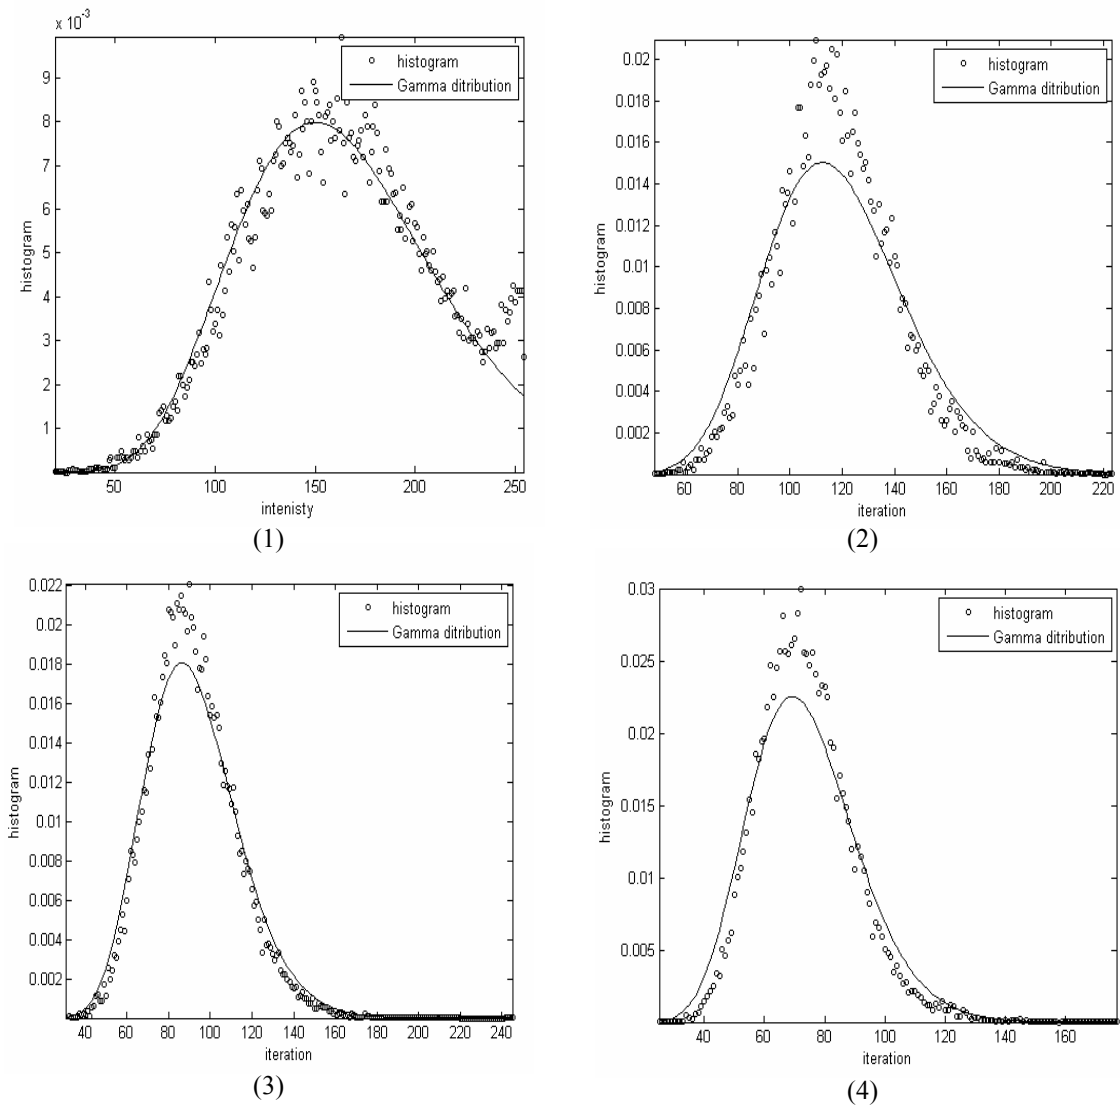 x 10⁻³
histogram
Gamma ditribution
9
8
7
6
5
4
3
2
1
histogram
50 100 150 200 250
intenisty
(1)
histogram
Gamma ditribution
0.02
0.018
0.016
0.014
0.012
0.01
0.008
0.006
0.004
0.002
histogram
60 80 100 120 140 160 180 200 220
iteration
(2)
histogram
Gamma ditribution
0.022
0.02
0.018
0.016
0.014
0.012
0.01
0.008
0.006
0.004
0.002
histogram
40 60 80 100 120 140 160 180 200 220 240
iteration
(3)
histogram
Gamma ditribution
0.03
0.025
0.02
0.015
0.01
0.005
histogram
40 60 80 100 120 140 160
iteration
(4)